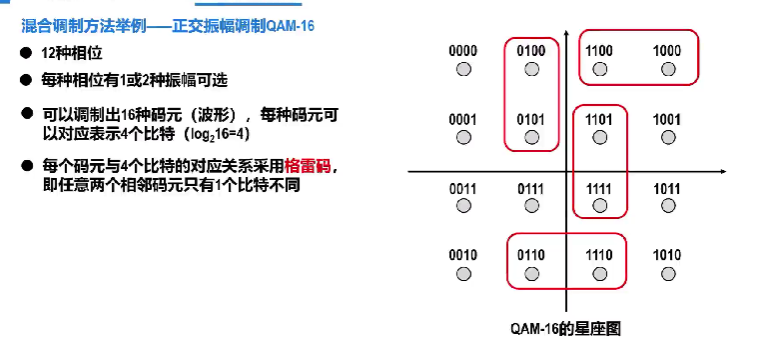 混合调制方法举例——正交振幅调制QAM-16
● 12种相位
● 每种相位有1或2种振幅可选
● 可以调制出16种码元（波形），每种码元可
以对应表示4个比特（log₂16=4）
● 每个码元与4个比特的对应关系采用格雷码，
即任意两个相邻码元只有1个比特不同
0000 0100 1100 1000
0001 0101 1101 1001
0011 0111 1111 1011
0010 0110 1110 1010
QAM-16的星座图